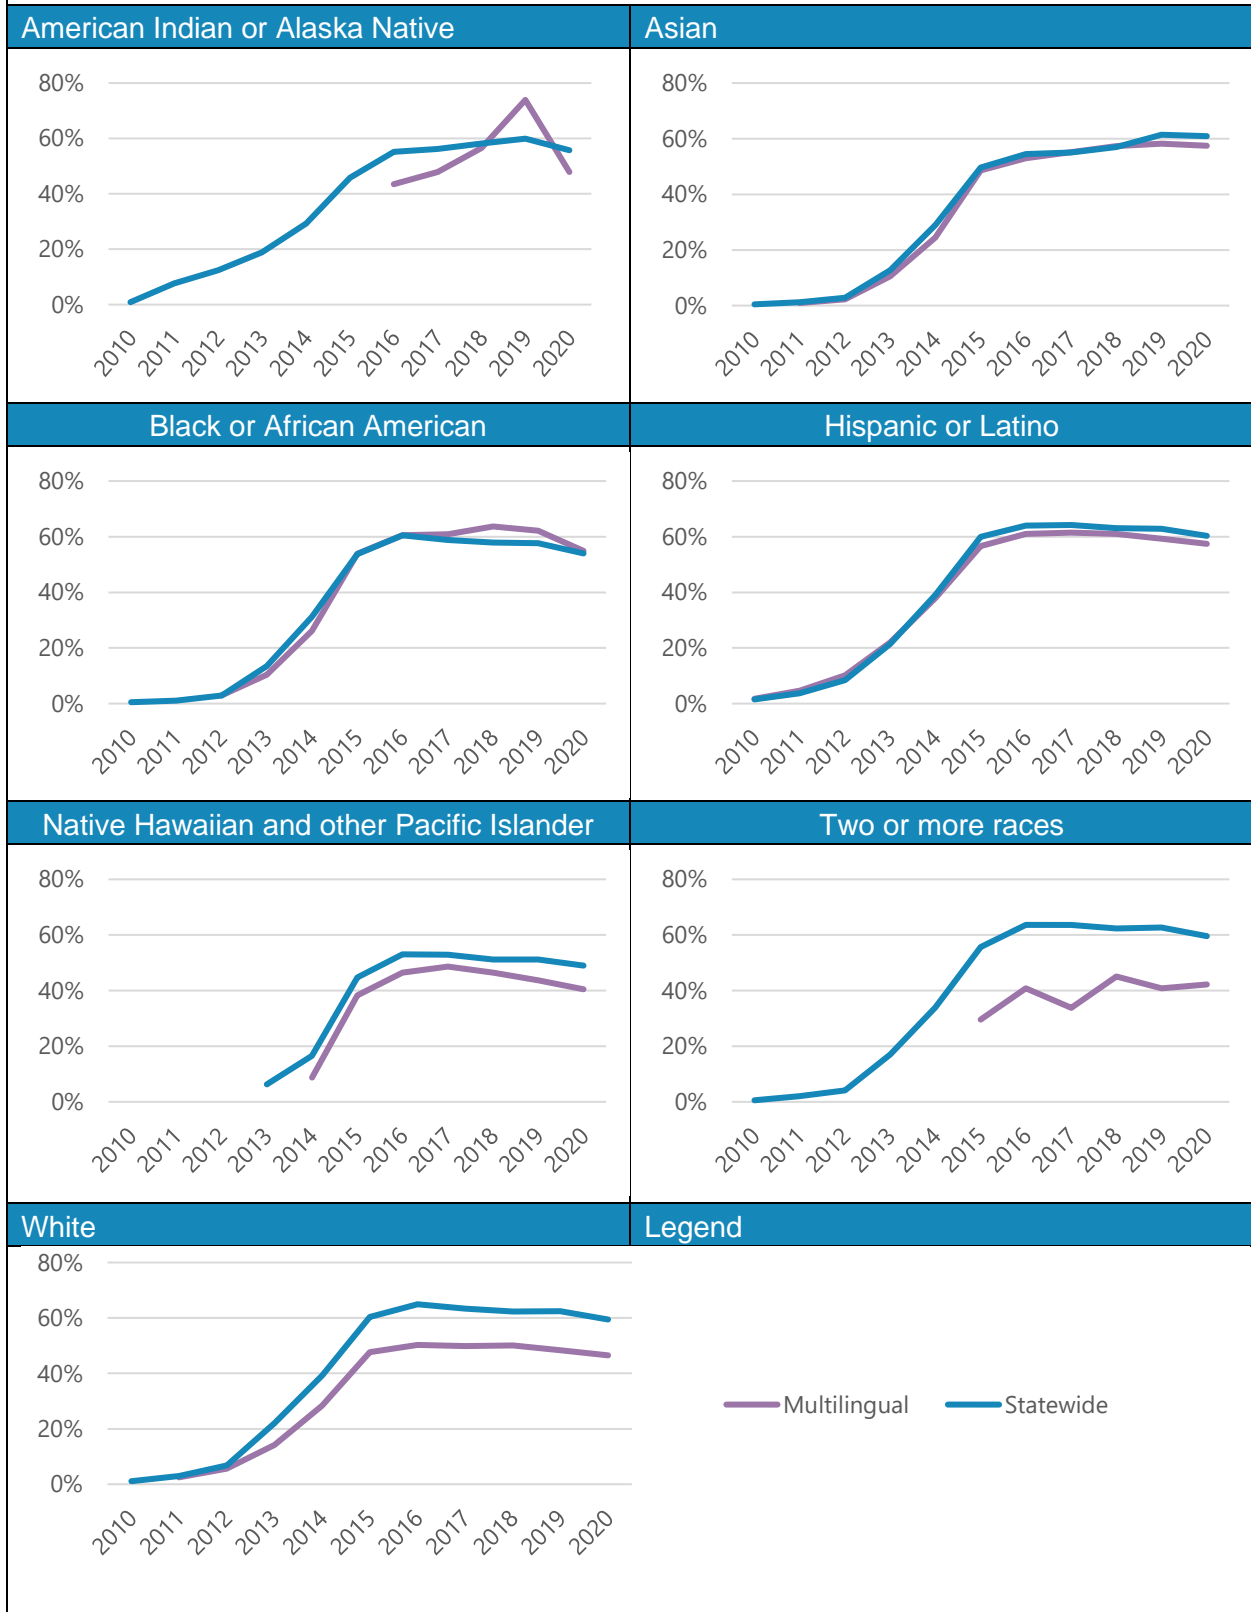 American Indian or Alaska Native
Asian
80%
60%
40%
20%
0%
2010 2011 2012 2013 2014 2015 2016 2017 2018 2019 2020
80%
60%
40%
20%
0%
2010 2011 2012 2013 2014 2015 2016 2017 2018 2019 2020
Black or African American
Hispanic or Latino
80%
60%
40%
20%
0%
2010 2011 2012 2013 2014 2015 2016 2017 2018 2019 2020
80%
60%
40%
20%
0%
2010 2011 2012 2013 2014 2015 2016 2017 2018 2019 2020
Native Hawaiian and other Pacific Islander
Two or more races
80%
60%
40%
20%
0%
2010 2011 2012 2013 2014 2015 2016 2017 2018 2019 2020
80%
60%
40%
20%
0%
2010 2011 2012 2013 2014 2015 2016 2017 2018 2019 2020
White
Legend
80%
60%
40%
20%
0%
2010 2011 2012 2013 2014 2015 2016 2017 2018 2019 2020
Multilingual Statewide